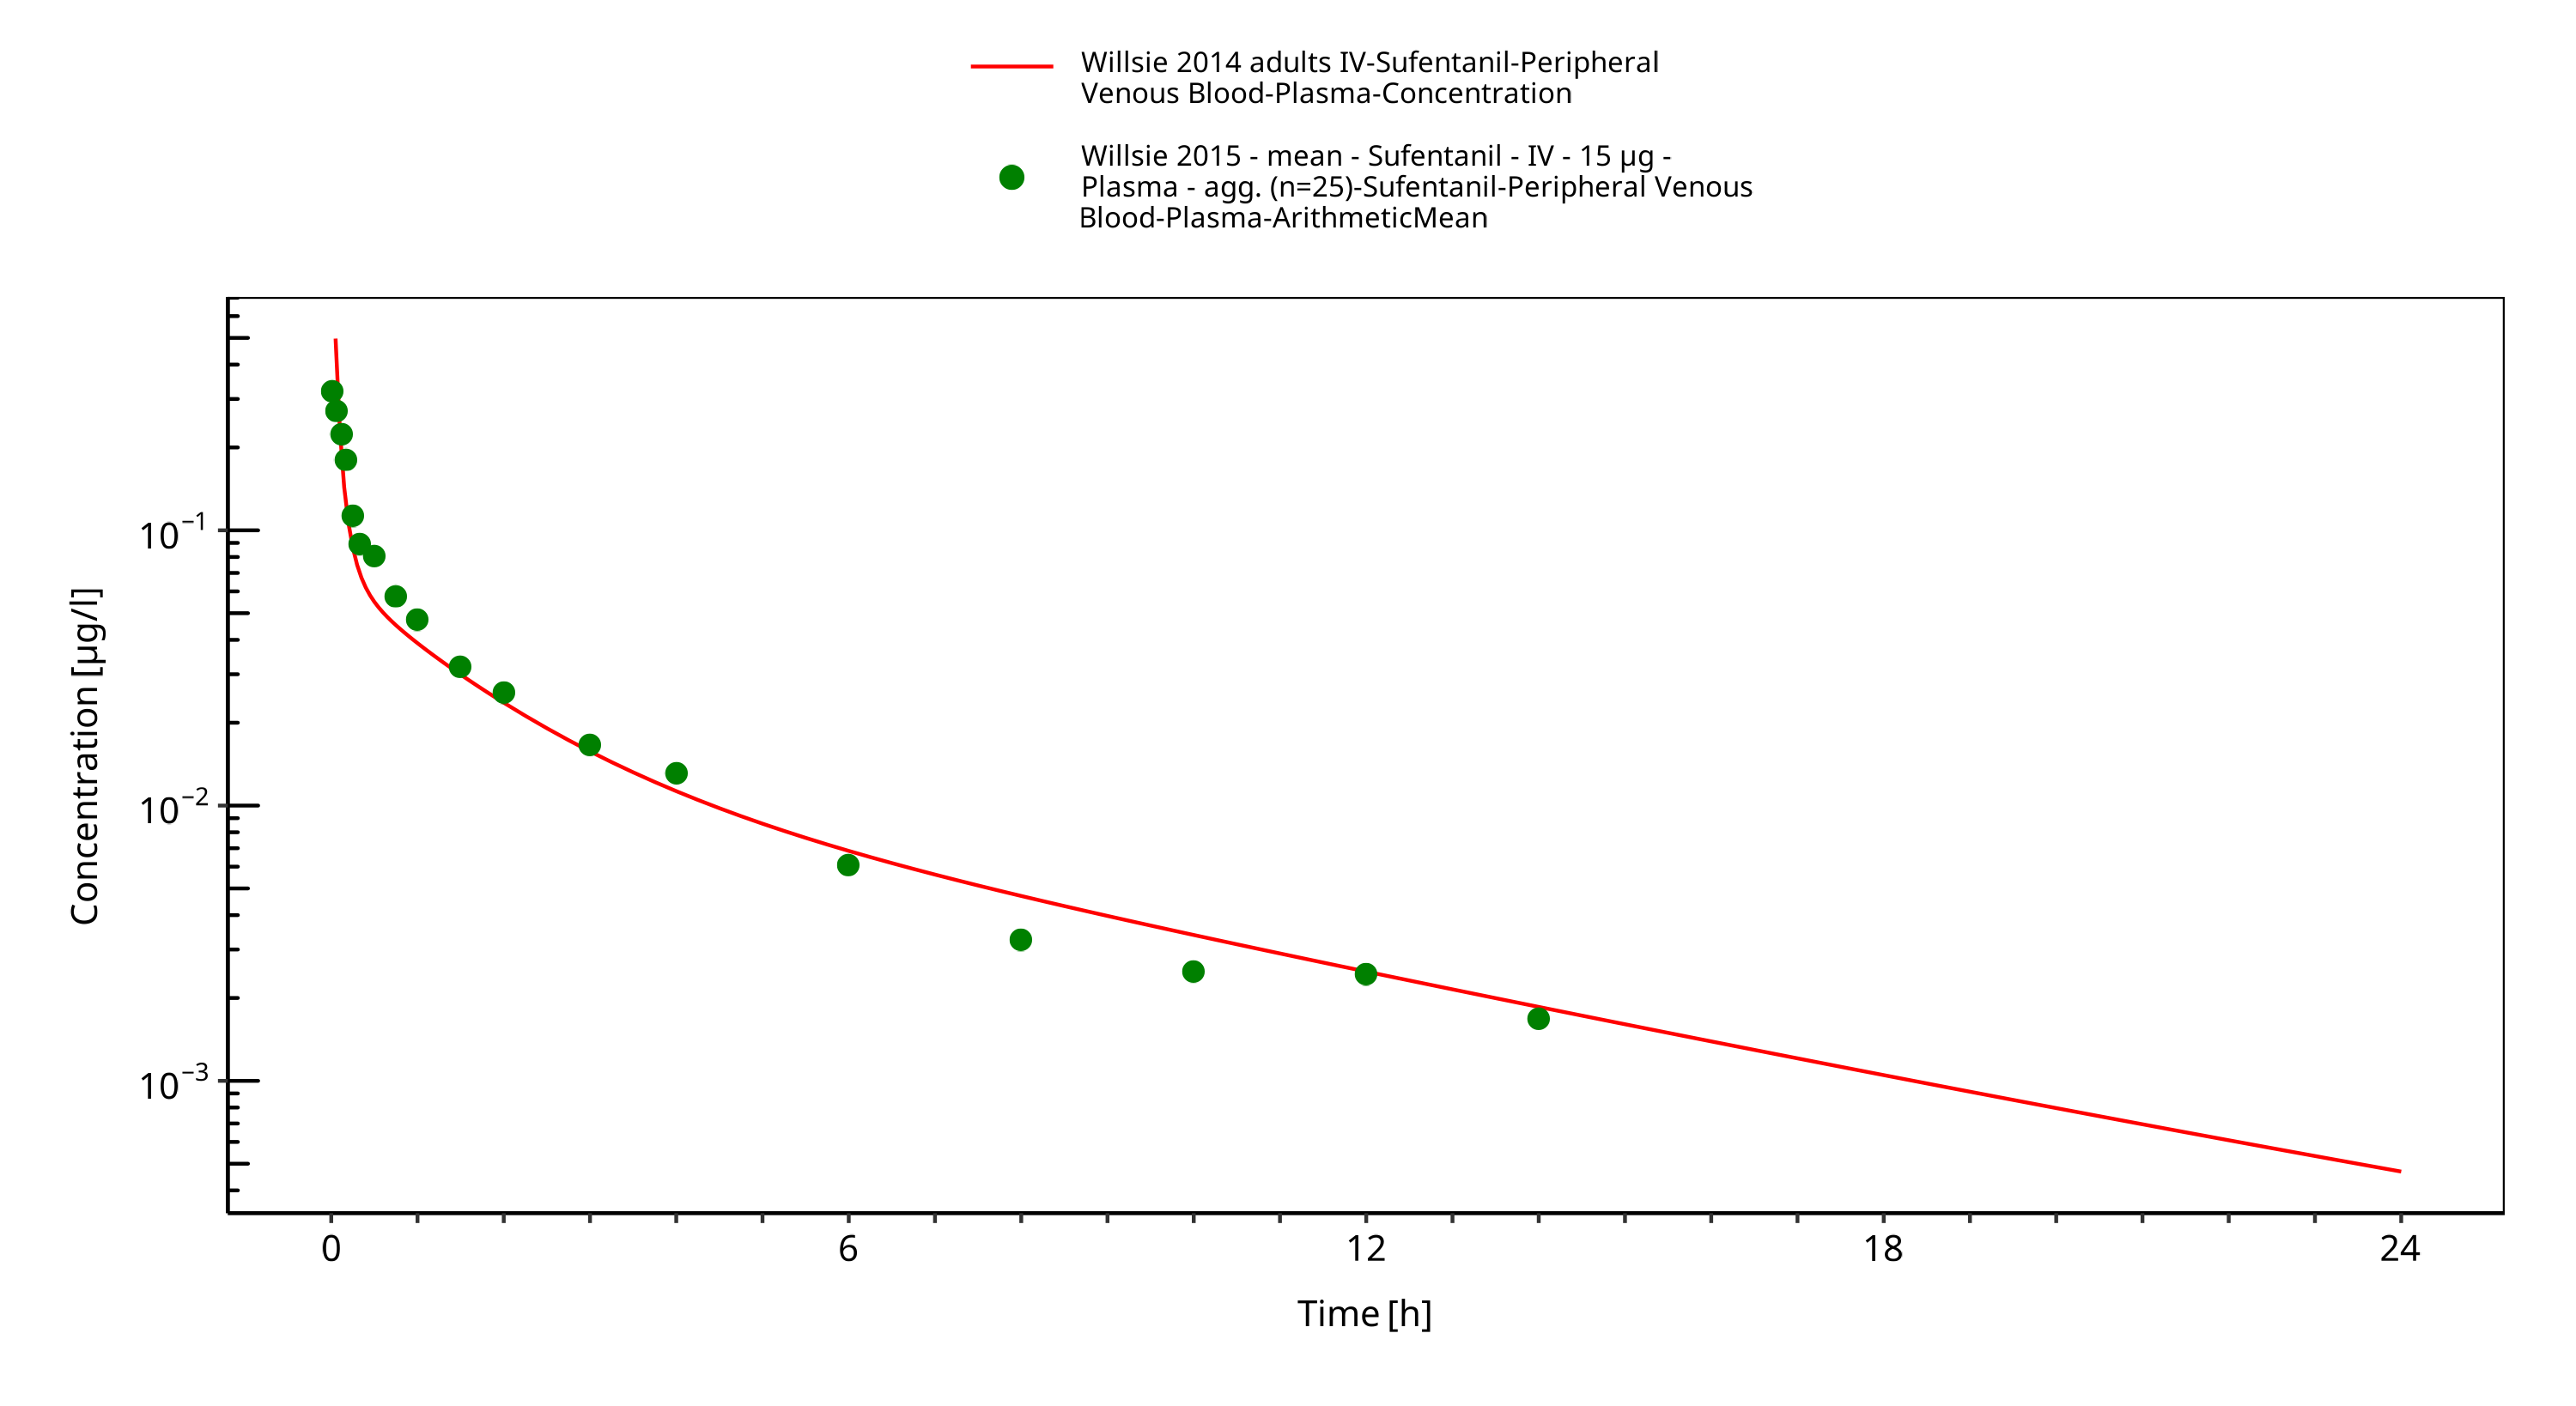 Willsie 2014 adults IV-Sufentanil-Peripheral
Venous Blood-Plasma-Concentration
Willsie 2015 - mean - Sufentanil - IV - 15 µg -
Plasma - agg. (n=25)-Sufentanil-Peripheral Venous
Blood-Plasma-ArithmeticMean
10⁻¹
10⁻²
10⁻³
Concentration [µg/l]
0 6 12 18 24
Time [h]